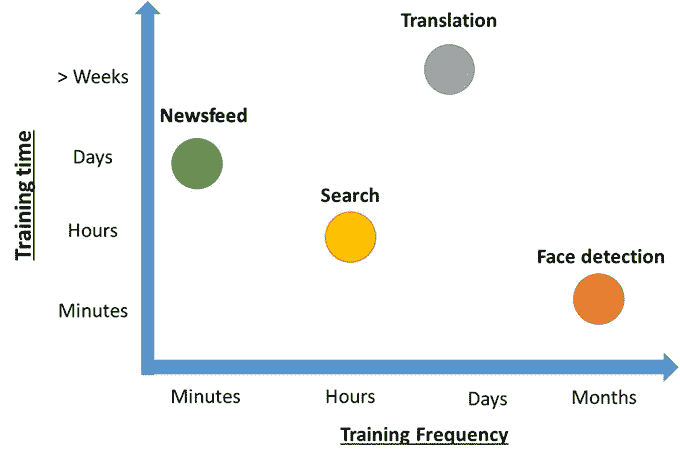 Translation
> Weeks
Newsfeed
Days
Search
Hours
Face detection
Minutes
Training time
Minutes
Hours
Days
Months
Training Frequency